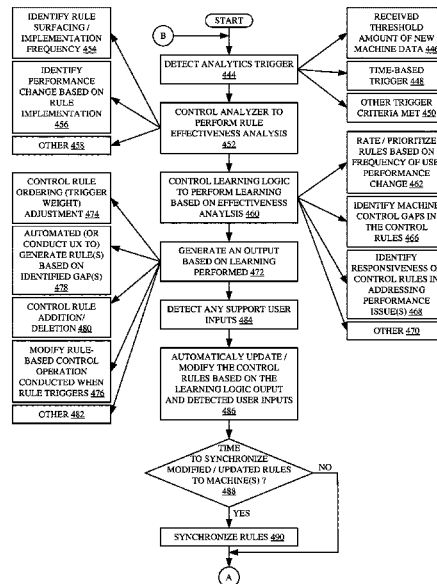 START
B
DETECT ANALYTICS TRIGGER
444
RECEIVED
THRESHOLD
AMOUNT OF NEW
MACHINE DATA 446
TIME-BASED
TRIGGER 448
OTHER TRIGGER
CRITERIA MET 450
IDENTIFY RULE
SURFACING /
IMPLEMENTATION
FREQUENCY 454
IDENTIFY
PERFORMANCE
CHANGE BASED ON
RULE
IMPLEMENTATION
456
OTHER 458
CONTROL ANALYZER
TO PERFORM RULE
EFFECTIVENESS ANALYSIS
452
CONTROL LEARNING LOGIC
TO PERFORM LEARNING
BASED ON EFFECTIVENESS
ANAYLSIS 460
RATE / PRIORITIZE
RULES BASED ON
FREQUENCY OF USE/
PERFORMANCE
CHANGE 462
IDENTIFY MACHINE
CONTROL GAPS IN
THE CONTROL
RULES 466
IDENTIFY
RESPONSIVENESS OF
CONTROL RULES IN
ADDRESSING
PERFORMANCE
ISSUE(S) 468
OTHER 470
GENERATE AN OUTPUT
BASED ON LEARNING
PERFORMED 472
CONTROL RULE
ORDERING (TRIGGER
WEIGHT)
ADJUSTMENT 474
AUTOMATED (OR
CONDUCT UX TO)
GENERATE RULE(S)
BASED ON
IDENTIFIED GAP(S)
478
CONTROL RULE
ADDITION/
DELETION 480
MODIFY RULE-
BASED CONTROL
OPERATION
CONDUCTED WHEN
RULE TRIGGERS 476
OTHER 482
DETECT ANY SUPPORT USER
INPUTS 484
AUTOMATICALY UPDATE /
MODIFY THE CONTROL
RULES BASED ON THE
LEARNING LOGIC OUPUT
AND DETECTED USER INPUTS
486
TIME
TO SYNCHRONIZE
MODIFIED / UPDATED RULES
TO MACHINE(S) ?
488
NO
YES
SYNCHRONIZE RULES 490
A